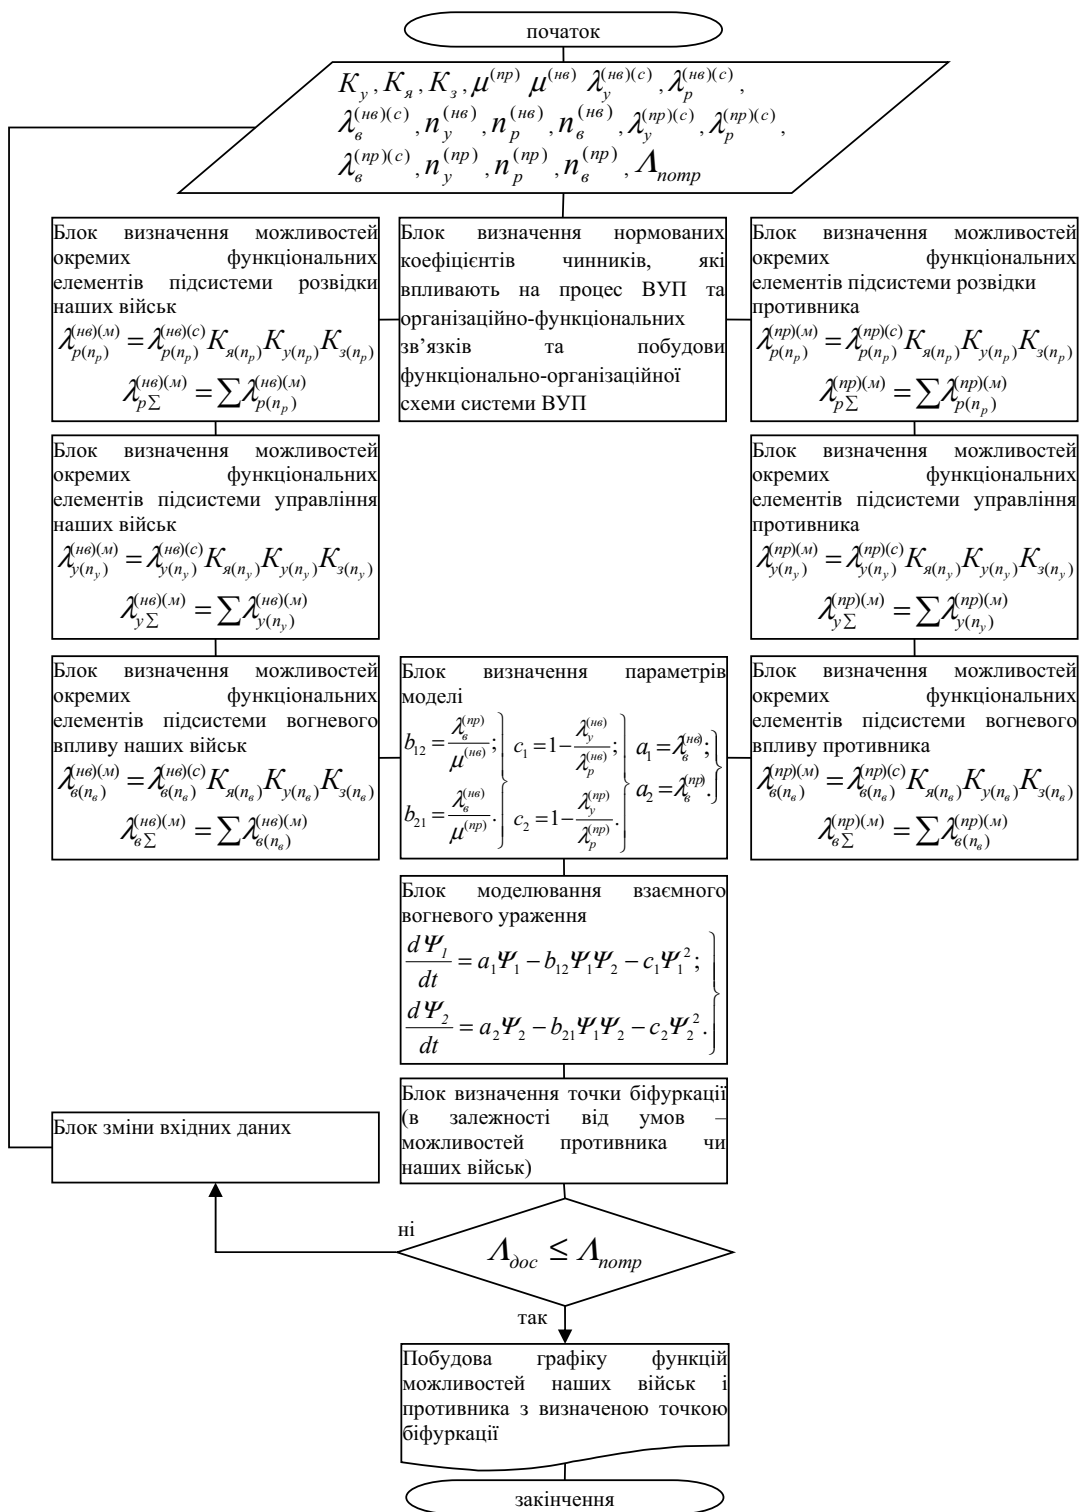 початок
K_у, K_я, K_з, μ^(пр) μ^(нв) λ_у^(нв)(с), λ_р^(нв)(с),
λ_в^(нв)(с), n_у^(нв), n_р^(нв), n_в^(нв), λ_у^(пр)(с), λ_р^(пр)(с),
λ_в^(пр)(с), n_у^(пр), n_р^(пр), n_в^(пр), Λ_потр
Блок визначення можливостей
окремих функціональних
елементів підсистеми розвідки
наших військ
λ_р(n_р)^(нв)(м) = λ_р(n_р)^(нв)(с) K_я(n_р) K_у(n_р) K_з(n_р)
λ_рΣ^(нв)(м) = Σλ_р(n_р)^(нв)(м)
Блок визначення нормованих
коефіцієнтів чинників, які
впливають на процес ВУП та
організаційно-функціональних
зв’язків та побудови
функціонально-організаційної
схеми системи ВУП
Блок визначення можливостей
окремих функціональних
елементів підсистеми розвідки
противника
λ_р(n_р)^(пр)(м) = λ_р(n_р)^(пр)(с) K_я(n_р) K_у(n_р) K_з(n_р)
λ_рΣ^(пр)(м) = Σλ_р(n_р)^(пр)(м)
Блок визначення можливостей
окремих функціональних
елементів підсистеми управління
наших військ
λ_у(n_у)^(нв)(м) = λ_у(n_у)^(нв)(с) K_я(n_у) K_у(n_у) K_з(n_у)
λ_уΣ^(нв)(м) = Σλ_у(n_у)^(нв)(м)
Блок визначення можливостей
окремих функціональних
елементів підсистеми управління
противника
λ_у(n_у)^(пр)(м) = λ_у(n_у)^(пр)(с) K_я(n_у) K_у(n_у) K_з(n_у)
λ_уΣ^(пр)(м) = Σλ_у(n_у)^(пр)(м)
Блок визначення можливостей
окремих функціональних
елементів підсистеми вогневого
впливу наших військ
λ_в(n_в)^(нв)(м) = λ_в(n_в)^(нв)(с) K_я(n_в) K_у(n_в) K_з(n_в)
λ_вΣ^(нв)(м) = Σλ_в(n_в)^(нв)(м)
Блок визначення параметрів
моделі
b_12 = λ_в^(пр)/μ^(нв); } c_1 = 1 − λ_у^(нв)/λ_р^(нв) } a_1 = λ_в^(нв); }
b_21 = λ_в^(нв)/μ^(пр). } c_2 = 1 − λ_у^(пр)/λ_р^(пр). } a_2 = λ_в^(пр). }
Блок визначення можливостей
окремих функціональних
елементів підсистеми вогневого
впливу противника
λ_в(n_в)^(пр)(м) = λ_в(n_в)^(пр)(с) K_я(n_в) K_у(n_в) K_з(n_в)
λ_вΣ^(пр)(м) = Σλ_в(n_в)^(пр)(м)
Блок моделювання взаємного
вогневого ураження
dΨ_1/dt = a_1Ψ_1 − b_12Ψ_1Ψ_2 − c_1Ψ_1^2; }
dΨ_2/dt = a_2Ψ_2 − b_21Ψ_1Ψ_2 − c_2Ψ_2^2. }
Блок визначення точки біфуркації
(в залежності від умов –
можливостей противника чи
наших військ)
Блок зміни вхідних даних
ні
Λ_дос ≤ Λ_потр
так
Побудова графіку функцій
можливостей наших військ і
противника з визначеною точкою
біфуркації
закінчення